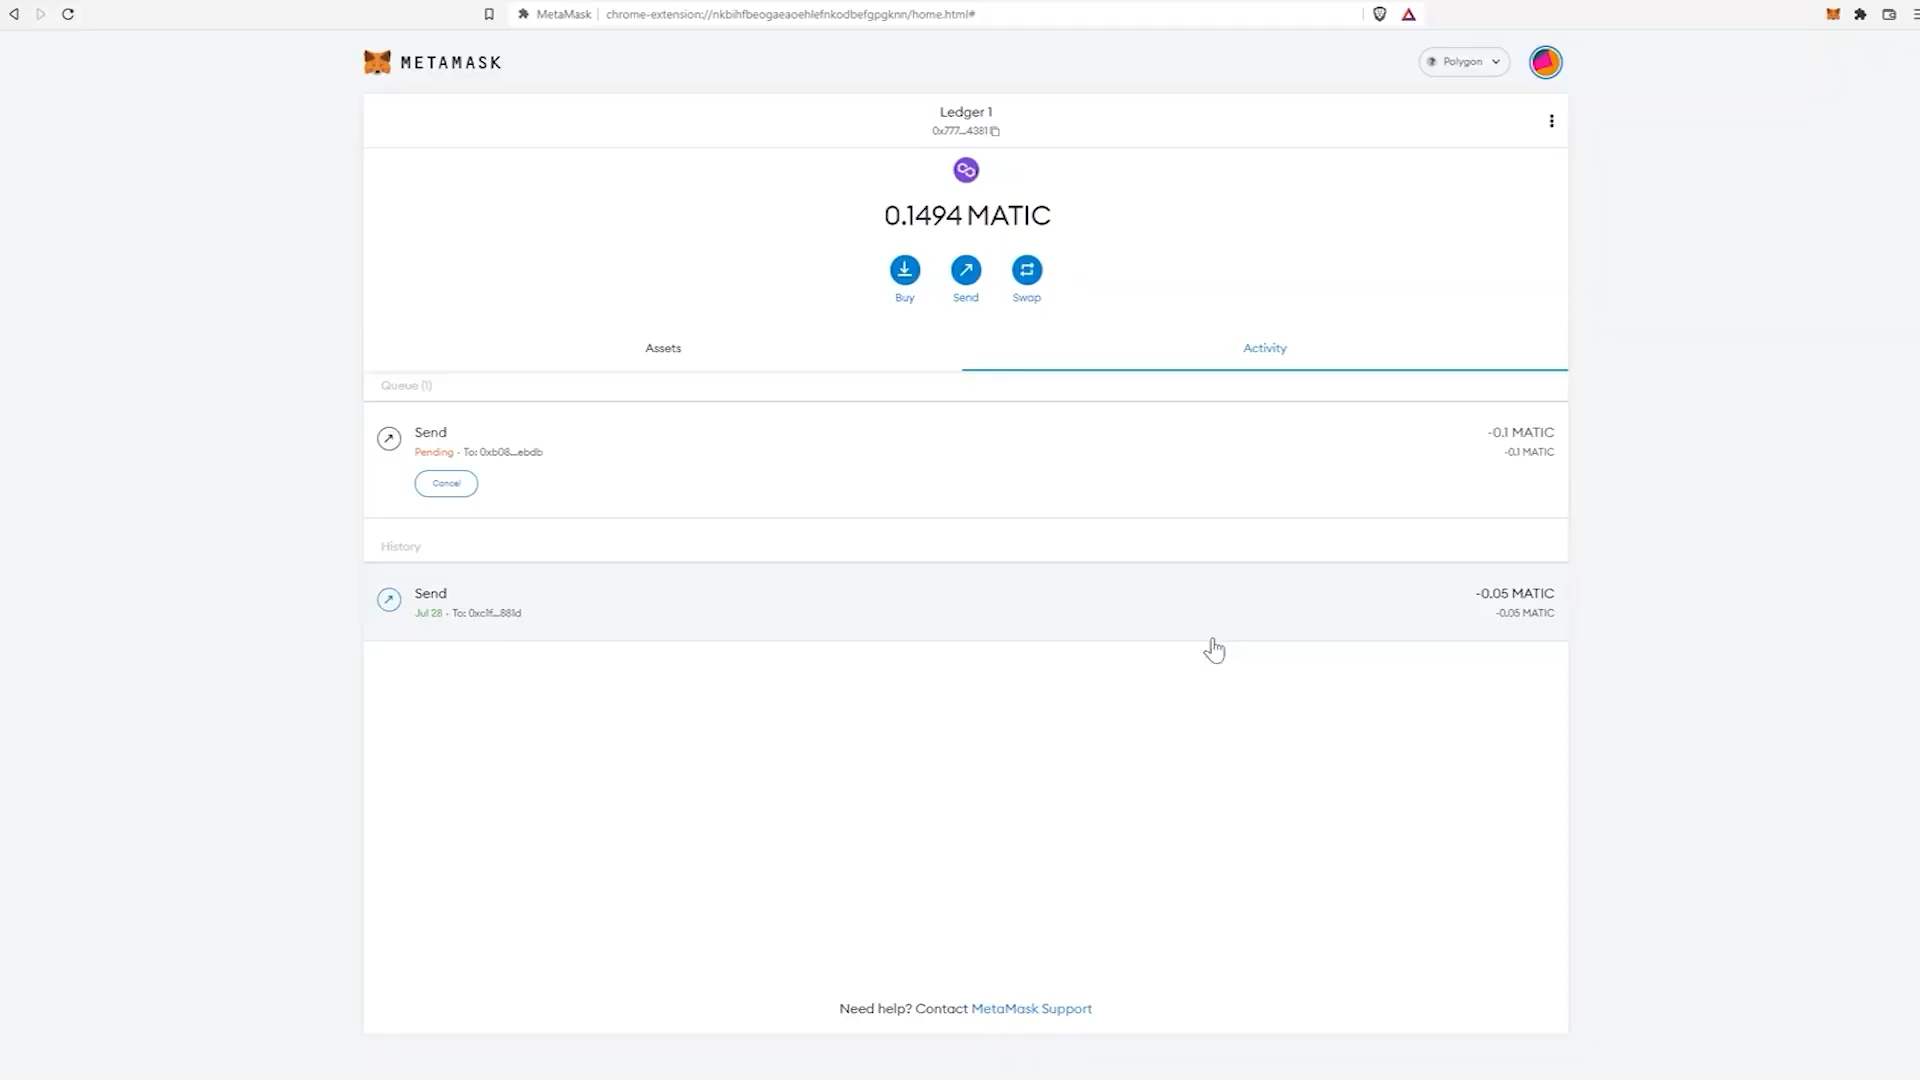 MetaMask chrome-extension://nkbihfbeogaeaoehlefnkodbefgpgknn/home.html#
METAMASK
Polygon
Ledger 1
0x777...4381
0.1494 MATIC
Buy Send Swap
Assets Activity
Queue (1)
Send -0.1 MATIC
Pending · To: 0xb08...ebdb -0.1 MATIC
Cancel
History
Send -0.05 MATIC
Jul 28 · To: 0xc1f...881d -0.05 MATIC
Need help? Contact MetaMask Support